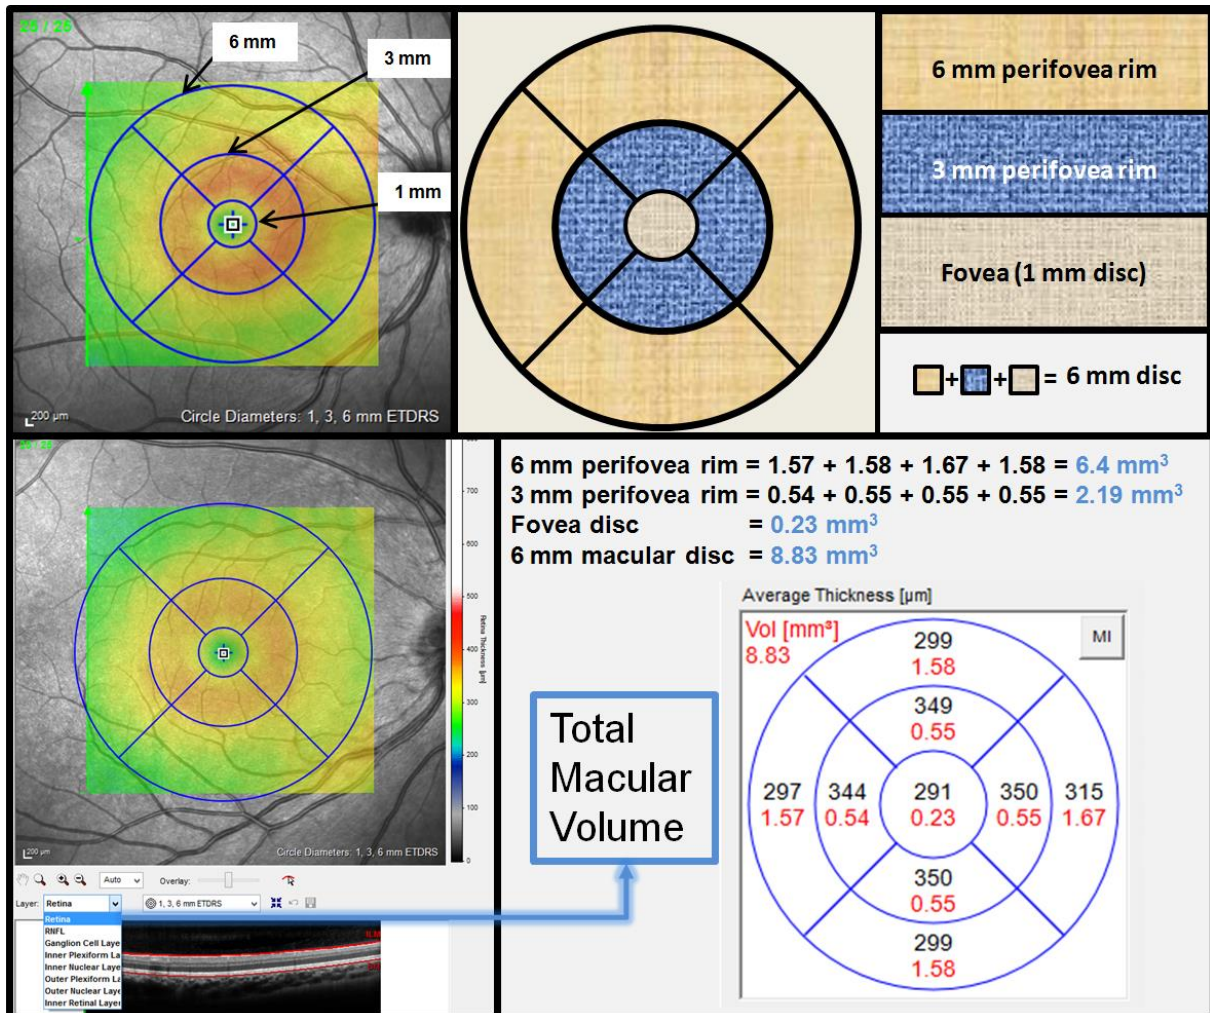 25 / 25
6 mm
3 mm
1 mm
200 µm
Circle Diameters: 1, 3, 6 mm ETDRS
6 mm perifovea rim
3 mm perifovea rim
Fovea (1 mm disc)
+ + = 6 mm disc
25 / 25
700
500
400
300
200
100
0
Retina Thickness [µm]
200 µm
Circle Diameters: 1, 3, 6 mm ETDRS
Auto
Overlay:
Layer: Retina
1, 3, 6 mm ETDRS
Retina
RNFL
Ganglion Cell Laye
Inner Plexiform La
Inner Nuclear Laye
Outer Plexiform La
Outer Nuclear Laye
Inner Retinal Layer
6 mm perifovea rim = 1.57 + 1.58 + 1.67 + 1.58 = 6.4 mm³
3 mm perifovea rim = 0.54 + 0.55 + 0.55 + 0.55 = 2.19 mm³
Fovea disc = 0.23 mm³
6 mm macular disc = 8.83 mm³
Total
Macular
Volume
Average Thickness [µm]
Vol [mm³]
8.83
MI
299
1.58
349
0.55
297 344 291 350 315
1.57 0.54 0.23 0.55 1.67
350
0.55
299
1.58